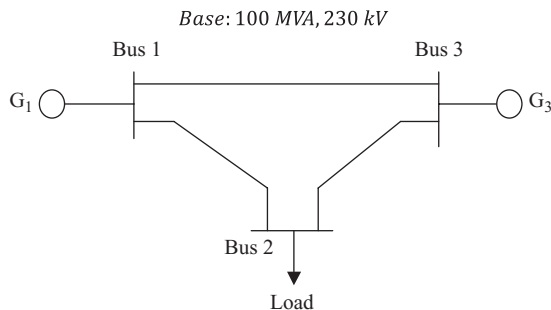 Base: 100 MVA, 230 kV
Bus 1
Bus 3
G₁
G₃
Bus 2
Load